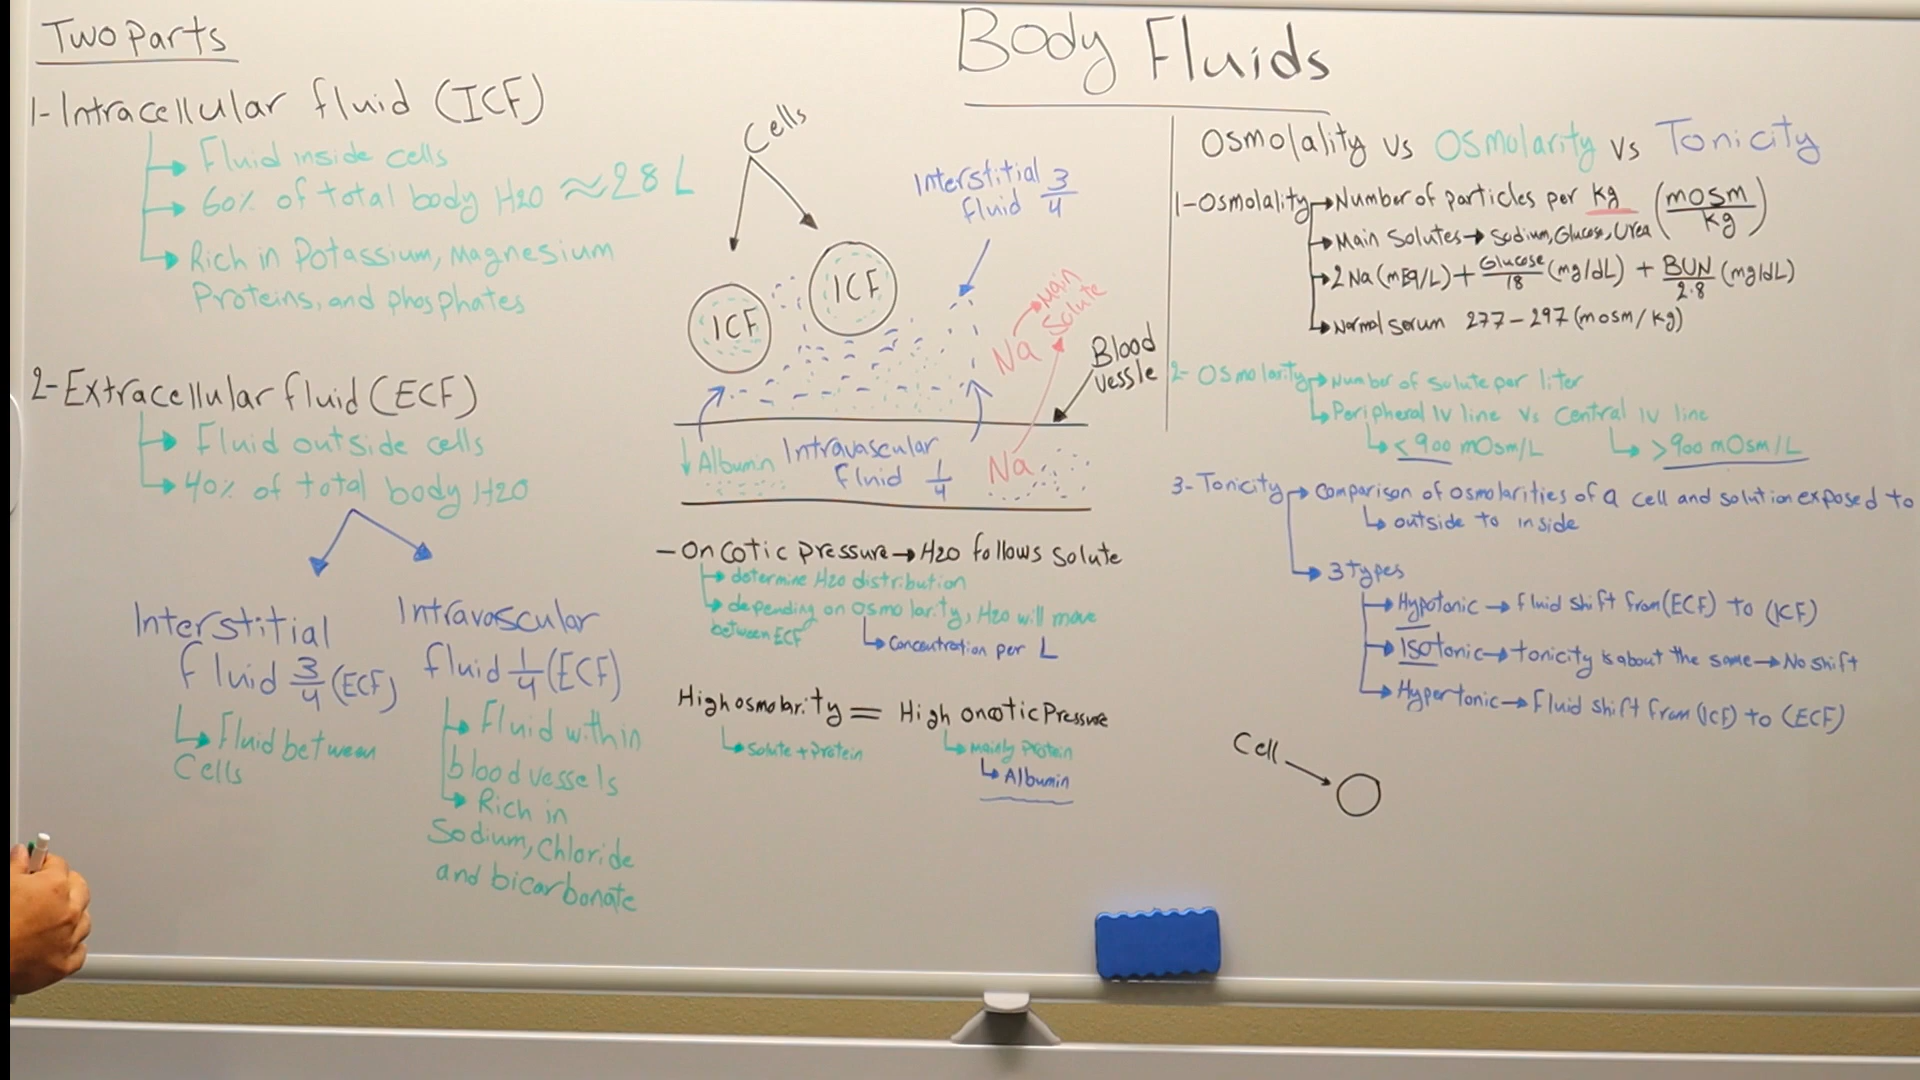 Two Parts
1- Intracellular fluid (ICF)
Fluid inside cells
60% of total body H2O ≈ 28 L
Rich in Potassium, Magnesium
Proteins, and phosphates
2- Extracellular fluid (ECF)
Fluid outside cells
40% of total body H2O
Interstitial
fluid 3/4 (ECF)
Fluid between
Cells
Intravascular
fluid 1/4 (ECF)
Fluid within
blood vessels
Rich in
Sodium, Chloride
and bicarbonate
Body Fluids
Cells
Interstitial 3/4
fluid
ICF
ICF
Na
Main
Solute
Blood
vessle
↓ Albumin
Intravascular
fluid 1/4
Na
- Oncotic pressure → H2O follows solute
determine H2O distribution
depending on osmolarity, H2O will move
between ECF
Concentration per L
High osmolarity = High oncotic Pressure
Solute + Protein
mainly protein
Albumin
Osmolality vs Osmolarity vs Tonicity
1- Osmolality → Number of particles per kg (mosm/kg)
Main Solutes → Sodium, Glucose, Urea
2 Na (mEq/L) + Glucose/18 (mg/dL) + BUN/2.8 (mg/dL)
Normal serum 277 - 297 (mosm/kg)
2- Osmolarity → Number of solute per liter
Peripheral IV line vs central IV line
< 900 mOsm/L
> 900 mOsm/L
3- Tonicity → comparison of osmolarities of a cell and solution exposed to
outside to inside
3 types
Hypotonic → fluid shift from (ECF) to (ICF)
Isotonic → tonicity is about the same → No shift
Hypertonic → Fluid shift from (ICF) to (ECF)
Cell